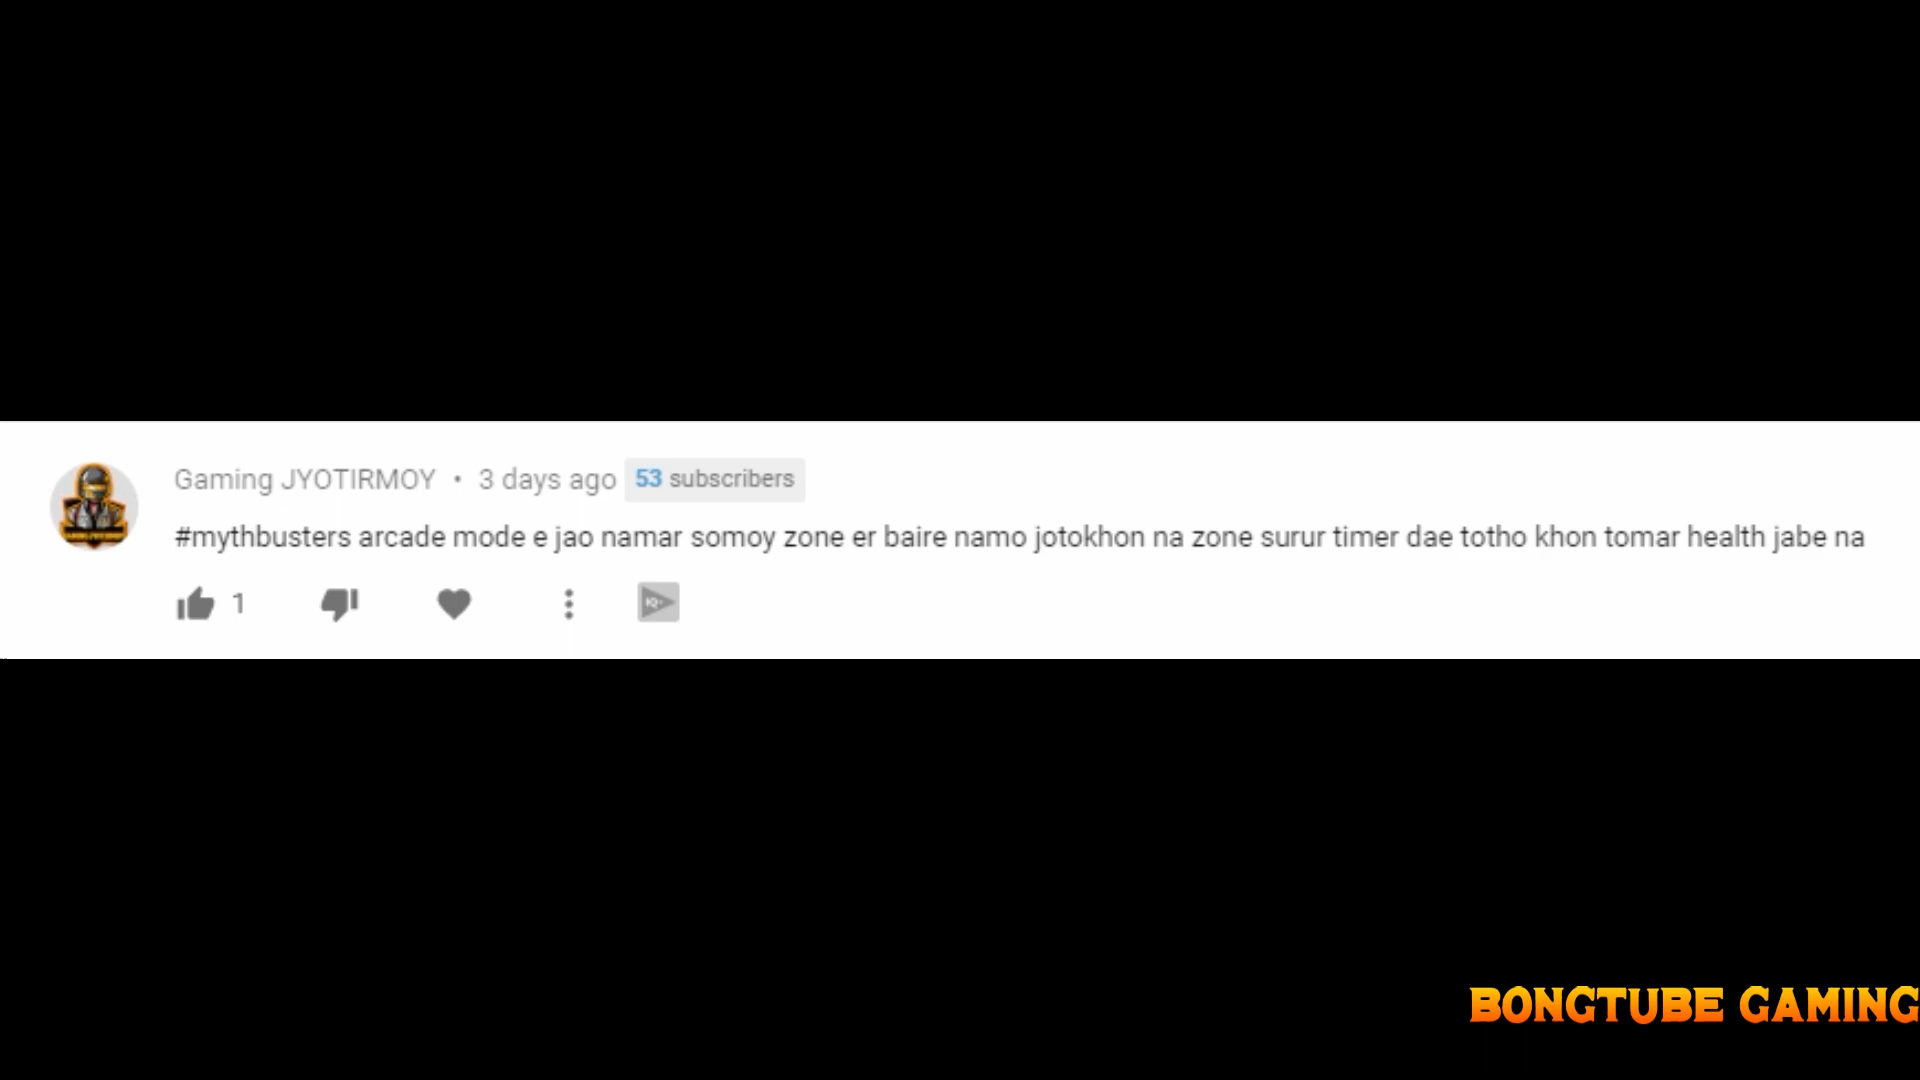 Gaming JYOTIRMOY • 3 days ago 53 subscribers
#mythbusters arcade mode e jao namar somoy zone er baire namo jotokhon na zone surur timer dae totho khon tomar health jabe na
1
BONGTUBE GAMING